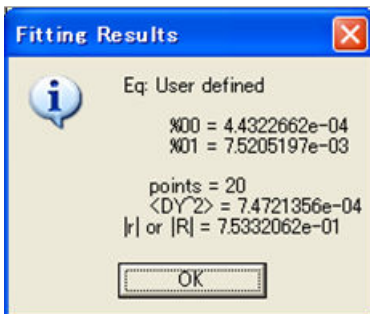 Fitting Results
Eq: User defined
%00 = 4.4322662e-04
%01 = 7.5205197e-03
points = 20
<DY^2> = 7.4721356e-04
|r| or |R| = 7.5332062e-01
OK